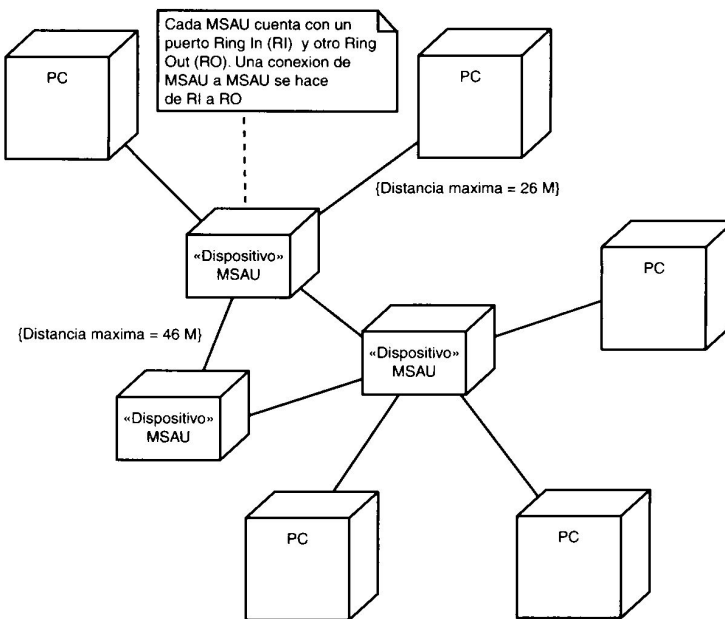 Cada MSAU cuenta con un
puerto Ring In (RI) y otro Ring
Out (RO). Una conexion de
MSAU a MSAU se hace
de RI a RO
PC
PC
{Distancia maxima = 26 M}
«Dispositivo»
MSAU
PC
{Distancia maxima = 46 M}
«Dispositivo»
MSAU
«Dispositivo»
MSAU
PC
PC